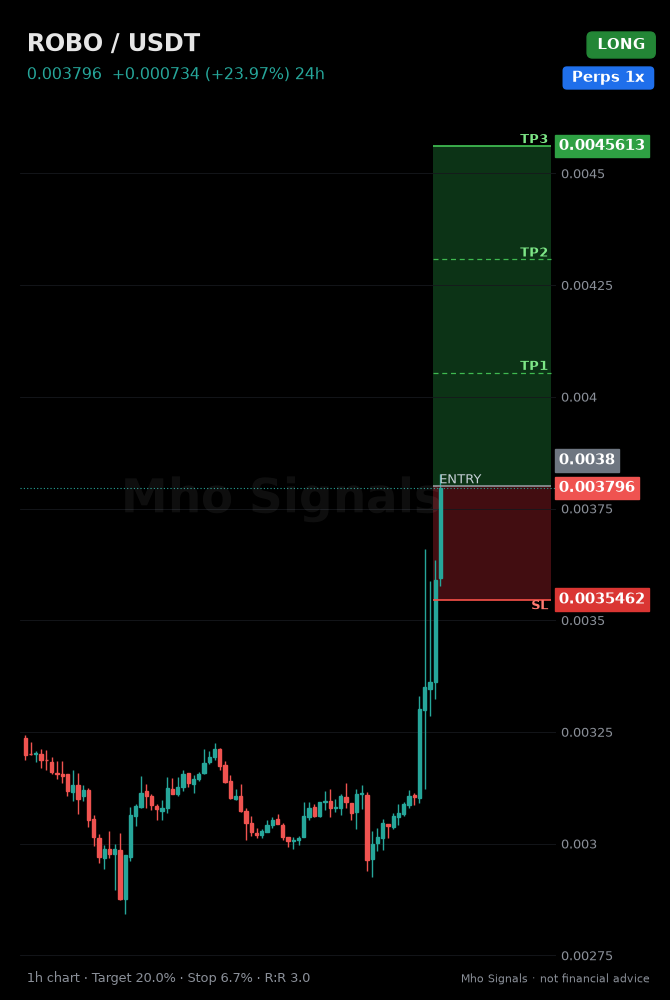 ROBO / USDT
LONG
0.003796  +0.000734 (+23.97%) 24h
Perps 1x
TP3
0.0045613
0.0045
TP2
0.00425
TP1
0.004
0.0038
ENTRY
0.003796
Mho Signals
0.00375
0.0035462
SL
0.0035
0.00325
0.003
0.00275
1h chart · Target 20.0% · Stop 6.7% · R:R 3.0
Mho Signals · not financial advice